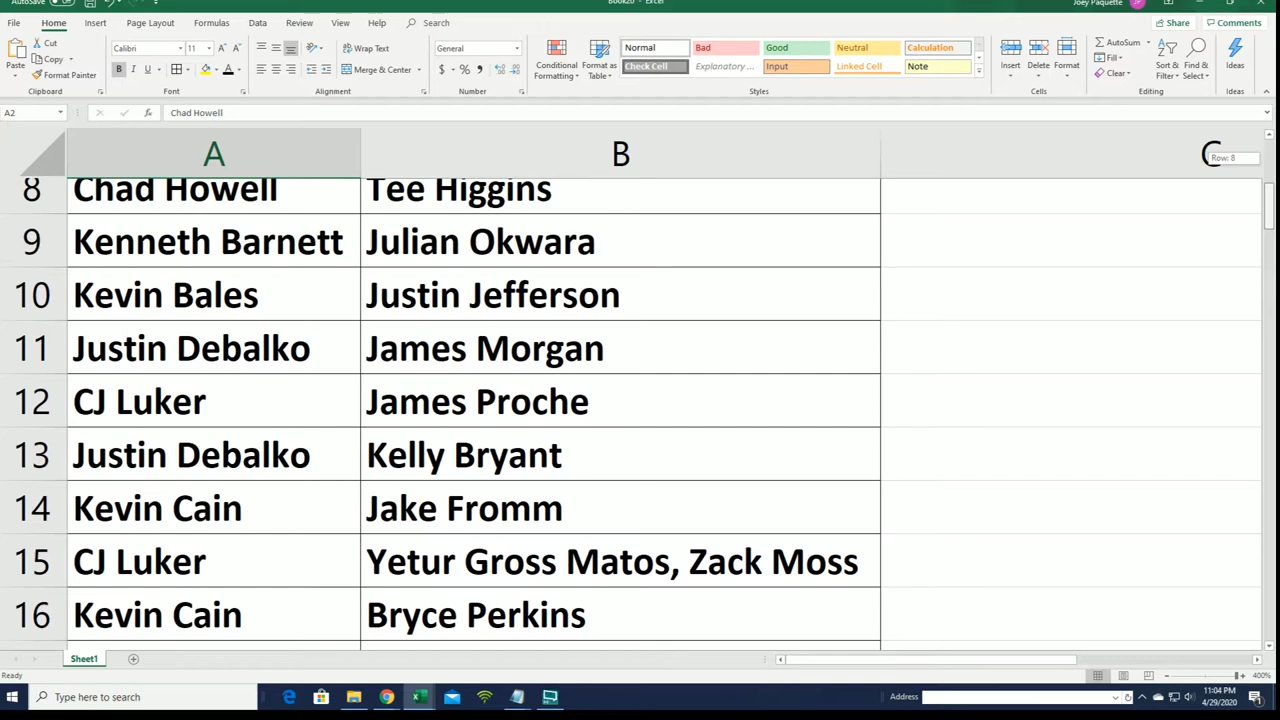 AutoSave Off
Book20 - Excel
Joey Paquette JP
File Home Insert Page Layout Formulas Data Review View Help Search
Share Comments
Cut
Copy
Format Painter
Paste
Clipboard
Calibri 11
B I U
Font
Wrap Text
Merge & Center
Alignment
General
$ % ,
Number
Conditional Formatting
Format as Table
Normal Bad Good Neutral Calculation
Check Cell Explanatory ... Input Linked Cell Note
Styles
Insert Delete Format
Cells
AutoSum
Fill
Clear
Sort & Filter
Find & Select
Editing
Ideas
Ideas
A2 fx Chad Howell
A B C
Row: 8
8 Chad Howell Tee Higgins
9 Kenneth Barnett Julian Okwara
10 Kevin Bales Justin Jefferson
11 Justin Debalko James Morgan
12 CJ Luker James Proche
13 Justin Debalko Kelly Bryant
14 Kevin Cain Jake Fromm
15 CJ Luker Yetur Gross Matos, Zack Moss
16 Kevin Cain Bryce Perkins
Sheet1
Ready
400%
Type here to search
Address
11:04 PM
4/29/2020